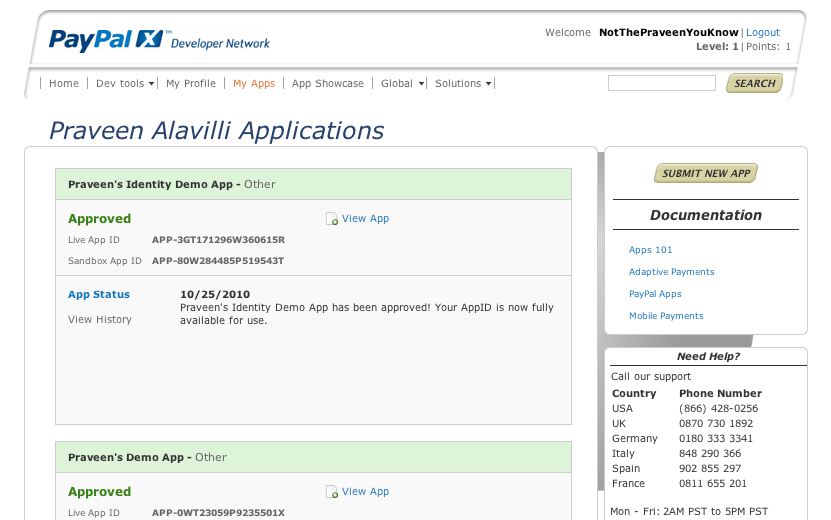 PayPal X ™ Developer Network
Welcome NotThePraveenYouKnow | Logout
Level: 1 | Points: 1
Home | Dev tools | My Profile | My Apps | App Showcase | Global | Solutions
SEARCH
Praveen Alavilli Applications
Praveen's Identity Demo App - Other
Approved View App
Live App ID APP-3GT171296W360615R
Sandbox App ID APP-80W284485P519543T
App Status 10/25/2010
Praveen's Identity Demo App has been approved! Your AppID is now fully
available for use.
View History
Praveen's Demo App - Other
Approved View App
Live App ID APP-0WT23059P9235501X
SUBMIT NEW APP
Documentation
Apps 101
Adaptive Payments
PayPal Apps
Mobile Payments
Need Help?
Call our support
Country Phone Number
USA (866) 428-0256
UK 0870 730 1892
Germany 0180 333 3341
Italy 848 290 366
Spain 902 855 297
France 0811 655 201
Mon - Fri: 2AM PST to 5PM PST